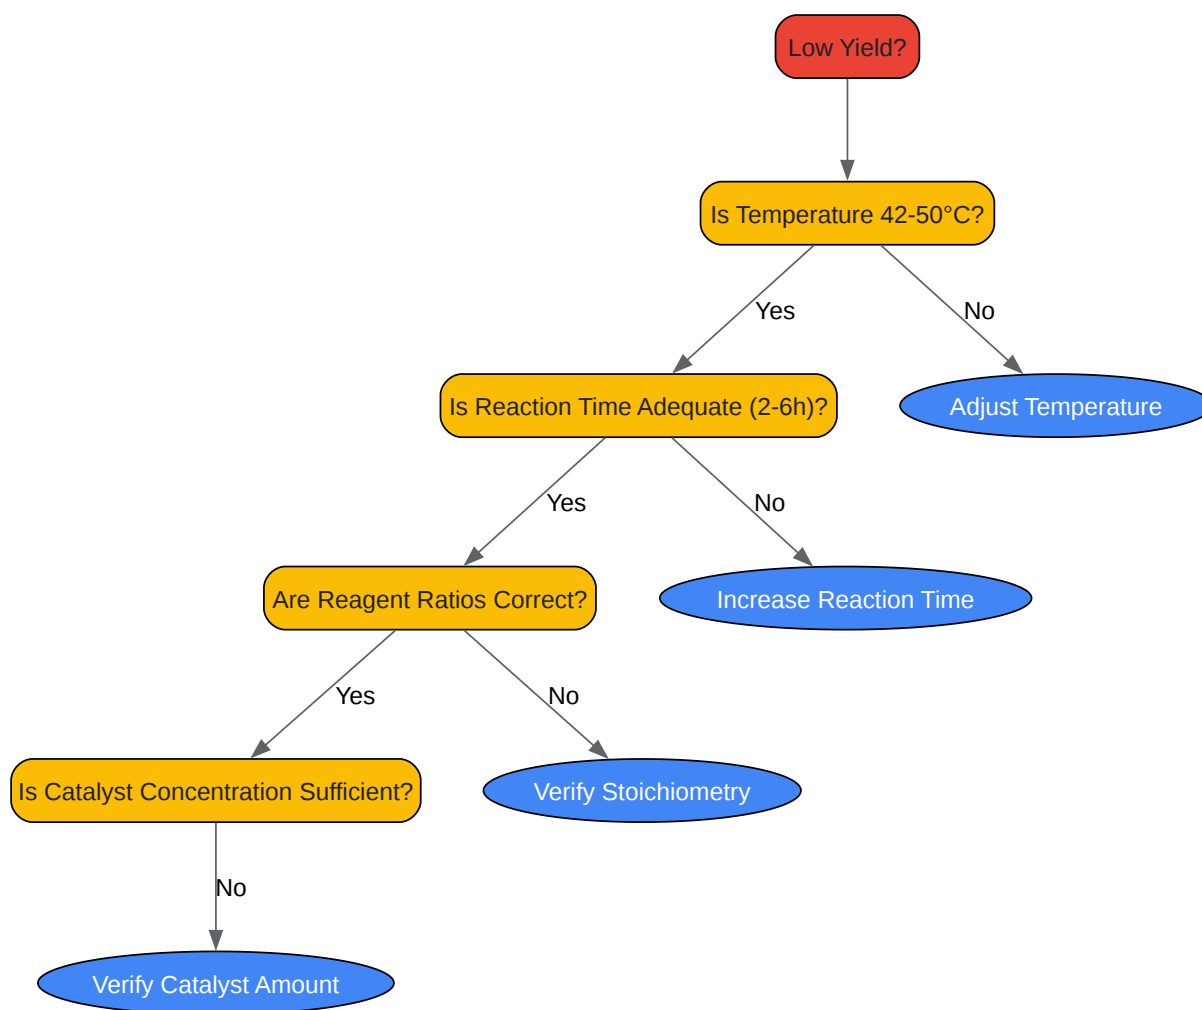 Low Yield?
Is Temperature 42-50°C?
Yes
No
Is Reaction Time Adequate (2-6h)?
Adjust Temperature
Yes
No
Are Reagent Ratios Correct?
Increase Reaction Time
Yes
No
Is Catalyst Concentration Sufficient?
Verify Stoichiometry
No
Verify Catalyst Amount